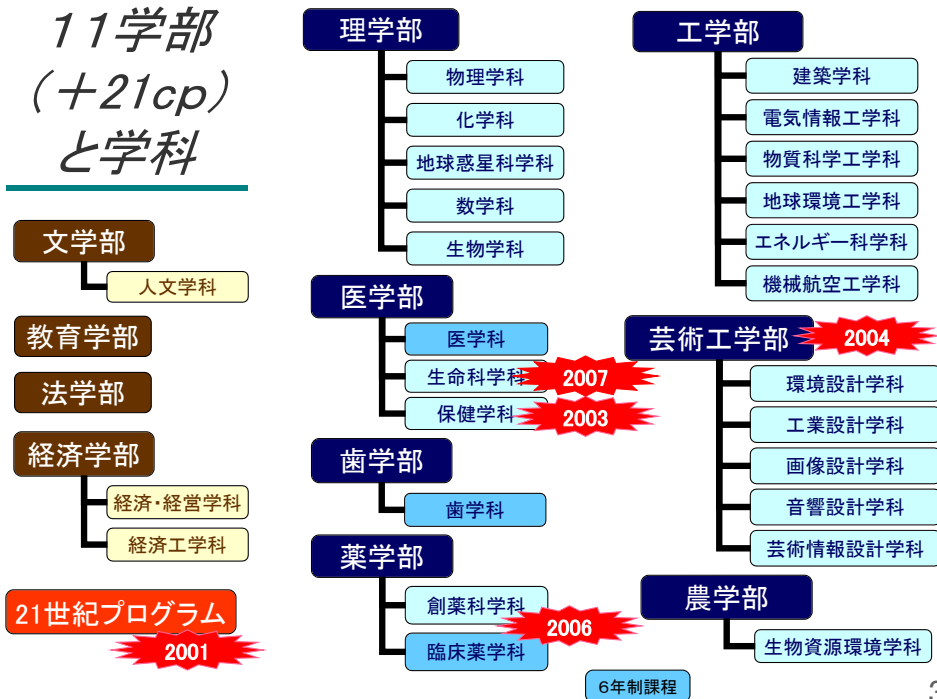 11学部
(+21cp)
と学科
文学部
人文学科
教育学部
法学部
経済学部
経済・経営学科
経済工学科
21世紀プログラム
2001
理学部
物理学科
化学科
地球惑星科学科
数学科
生物学科
医学部
医学科
生命科学科
2007
保健学科
2003
歯学部
歯学科
薬学部
創薬科学科
2006
臨床薬学科
6年制課程
工学部
建築学科
電気情報工学科
物質科学工学科
地球環境工学科
エネルギー科学科
機械航空工学科
芸術工学部
2004
環境設計学科
工業設計学科
画像設計学科
音響設計学科
芸術情報設計学科
農学部
生物資源環境学科